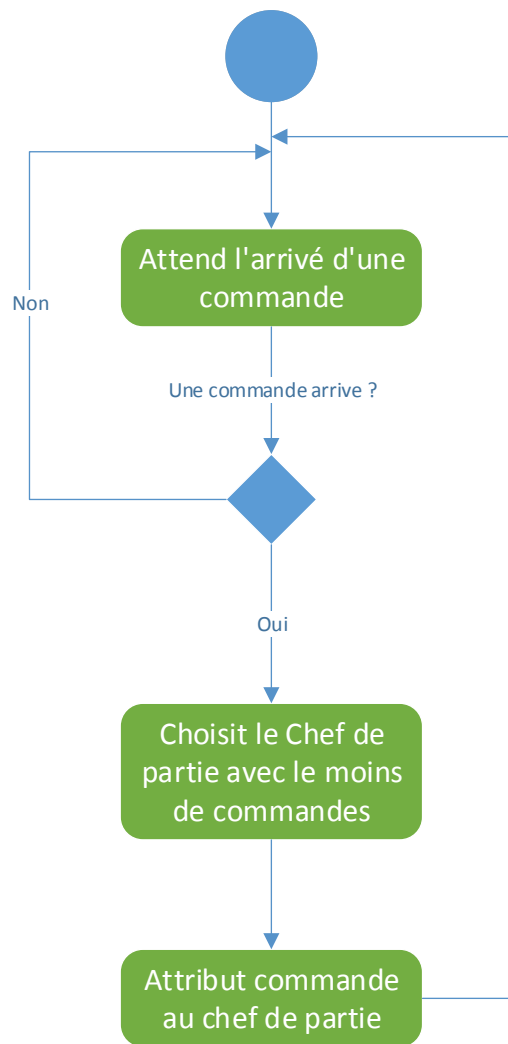 Attend l'arrivé d'une
commande
Non
Une commande arrive ?
Oui
Choisit le Chef de
partie avec le moins
de commandes
Attribut commande
au chef de partie